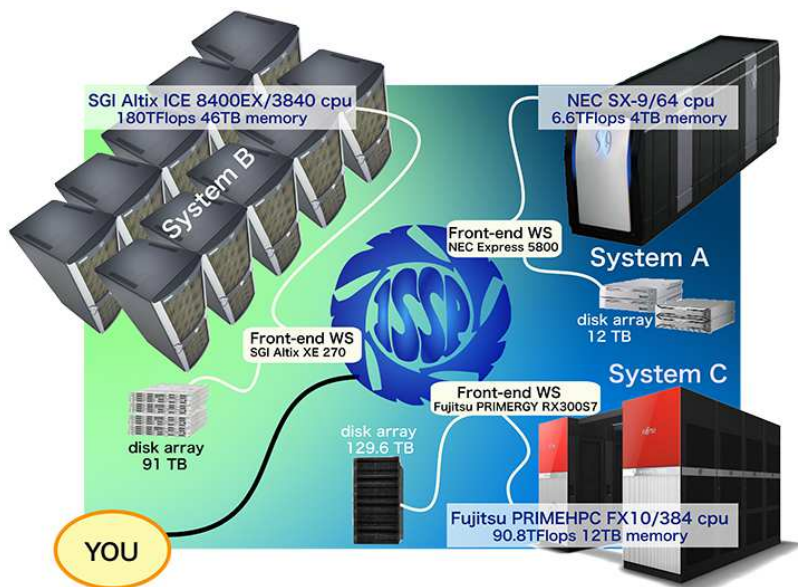 SGI Altix ICE 8400EX/3840 cpu
180TFlops 46TB memory
System B
NEC SX-9/64 cpu
6.6TFlops 4TB memory
Front-end WS
NEC Express 5800
System A
disk array
12 TB
ISSP
Front-end WS
SGI Altix XE 270
disk array
91 TB
System C
Front-end WS
Fujitsu PRIMERGY RX300S7
disk array
129.6 TB
Fujitsu PRIMEHPC FX10/384 cpu
90.8TFlops 12TB memory
YOU